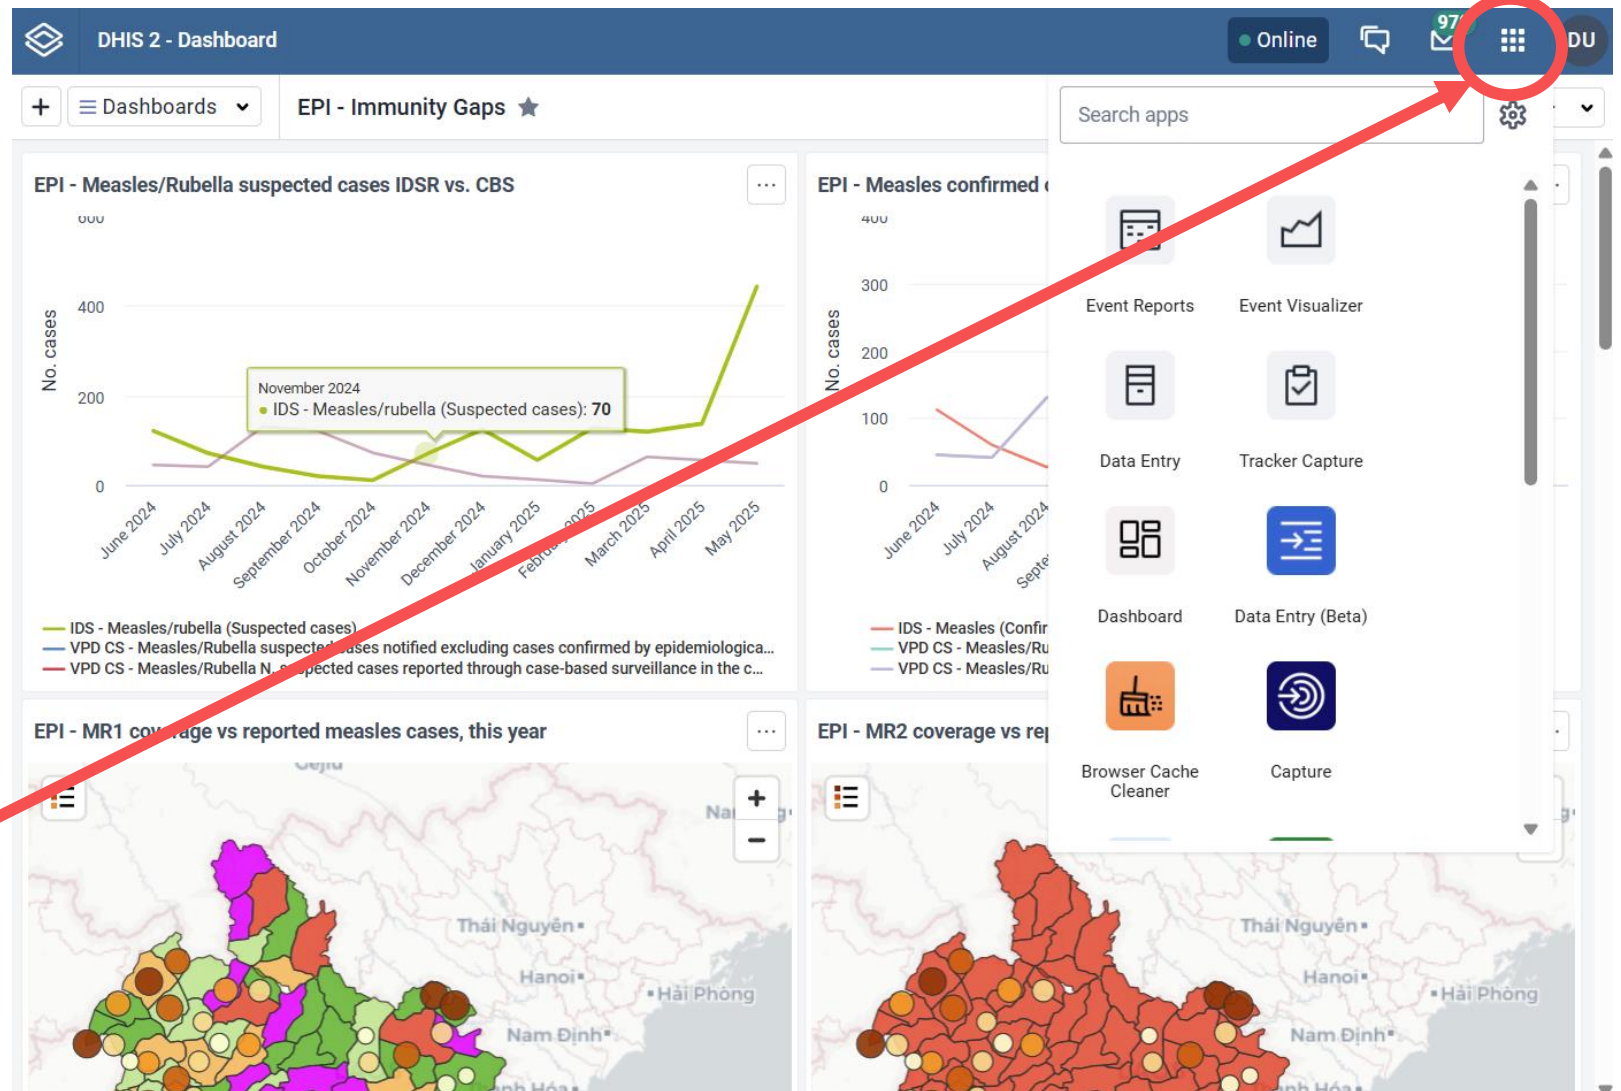 DHIS 2 - Dashboard
Online
DU
+ Dashboards
EPI - Immunity Gaps
Search apps
EPI - Measles/Rubella suspected cases IDSR vs. CBS
600
400
200
0
No. cases
November 2024
IDS - Measles/rubella (Suspected cases): 70
June 2024
July 2024
August 2024
September 2024
October 2024
November 2024
December 2024
January 2025
February 2025
March 2025
April 2025
May 2025
IDS - Measles/rubella (Suspected cases)
VPD CS - Measles/Rubella suspected cases notified excluding cases confirmed by epidemiologica...
VPD CS - Measles/Rubella N. suspected cases reported through case-based surveillance in the c...
EPI - Measles confirmed
400
300
200
100
0
No. cases
June 2024
July 2024
August 2024
IDS - Measles (Confir
VPD CS - Measles/Ru
VPD CS - Measles/Ru
Event Reports
Event Visualizer
Data Entry
Tracker Capture
Dashboard
Data Entry (Beta)
Browser Cache
Cleaner
Capture
EPI - MR1 coverage vs reported measles cases, this year
Gejiu
+
−
Thái Nguyên
Hanoi
Hải Phòng
Nam Định
EPI - MR2 coverage vs rep
Thái Nguyên
Hanoi
Hải Phòng
Nam Định